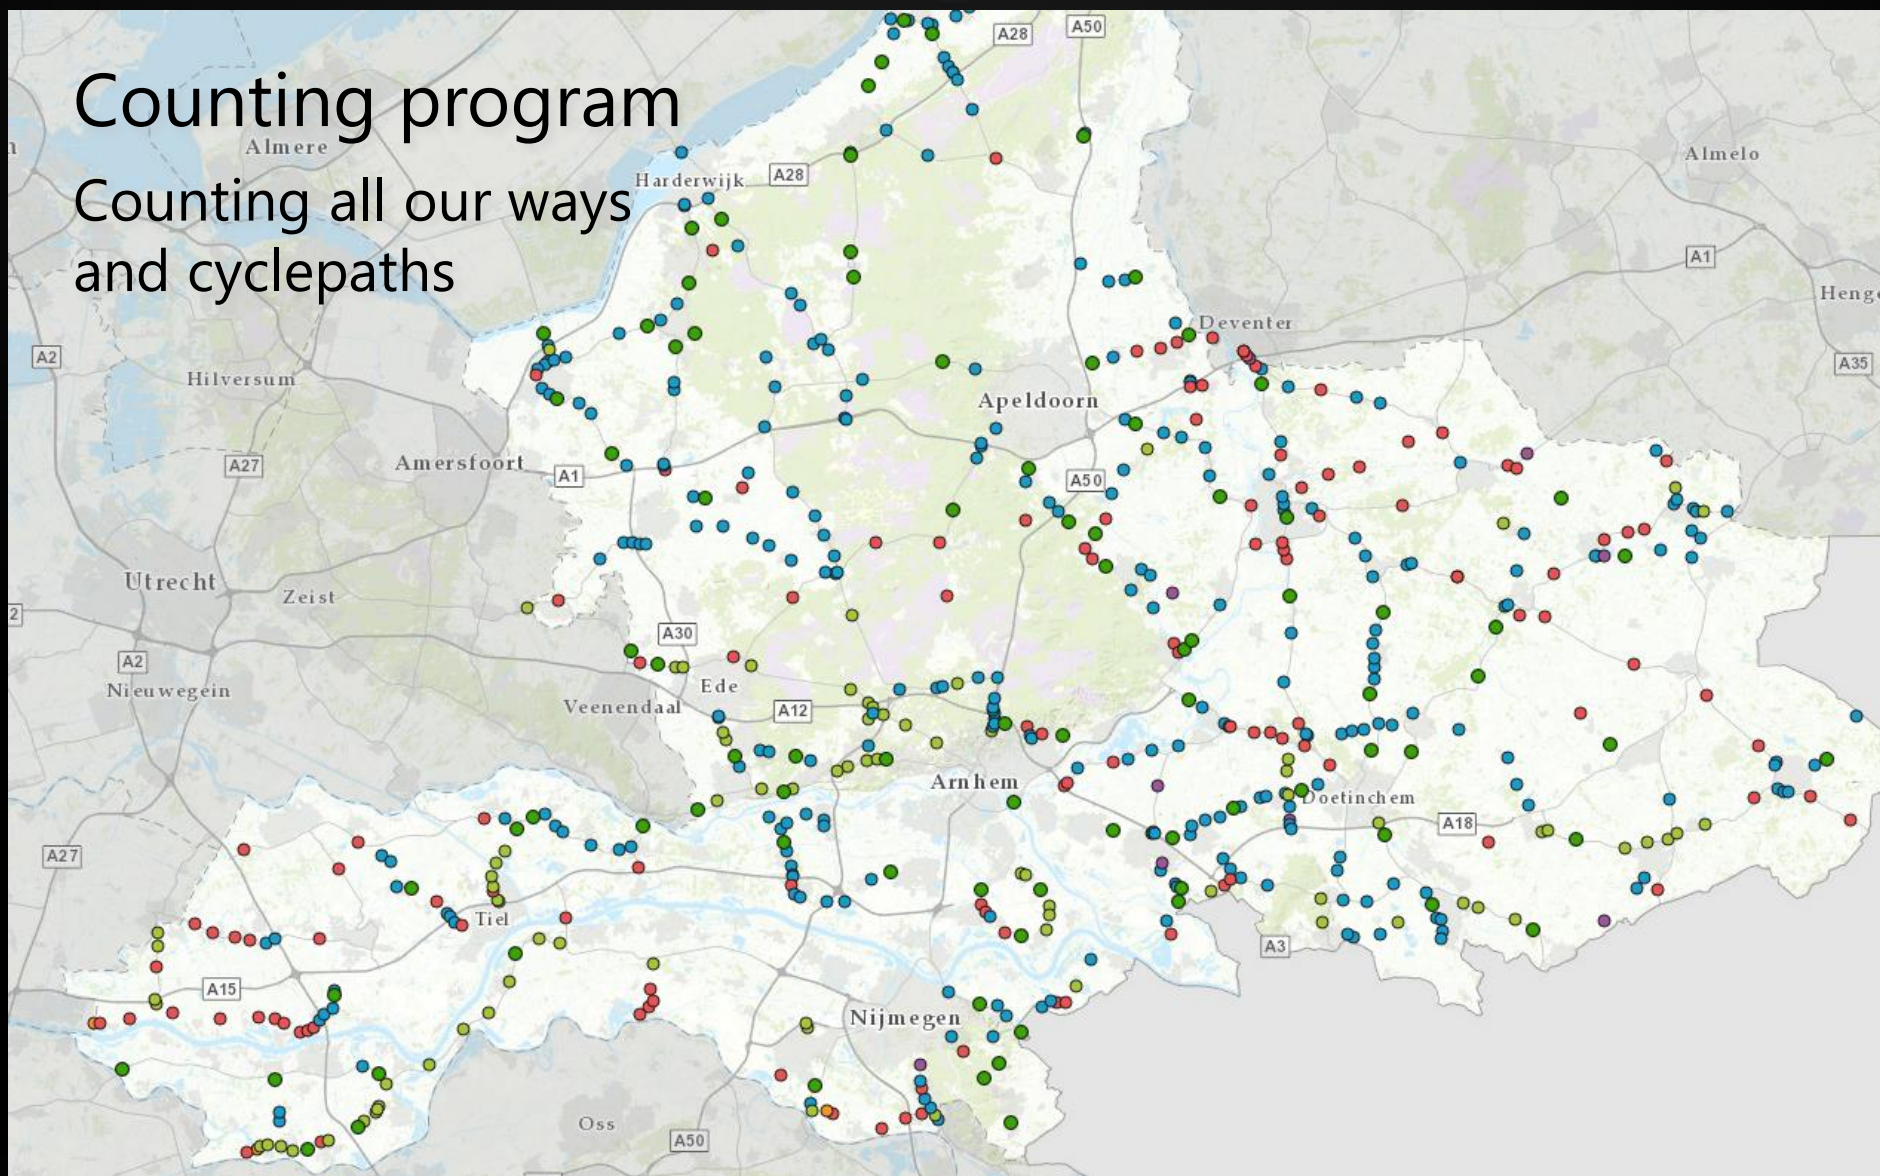 Counting program
Counting all our ways
and cyclepaths
A28
A50
Almere
Almelo
Harderwijk
A28
A1
Deventer
A2
A35
Hilversum
Apeldoorn
Amersfoort
A27
A1
A50
Utrecht
Zeist
2
A30
A2
Nieuwegein
Ede
Veenendaal
A12
Arnhem
Doetinchem
A18
A27
Tiel
A3
A15
Nijmegen
Oss
A50